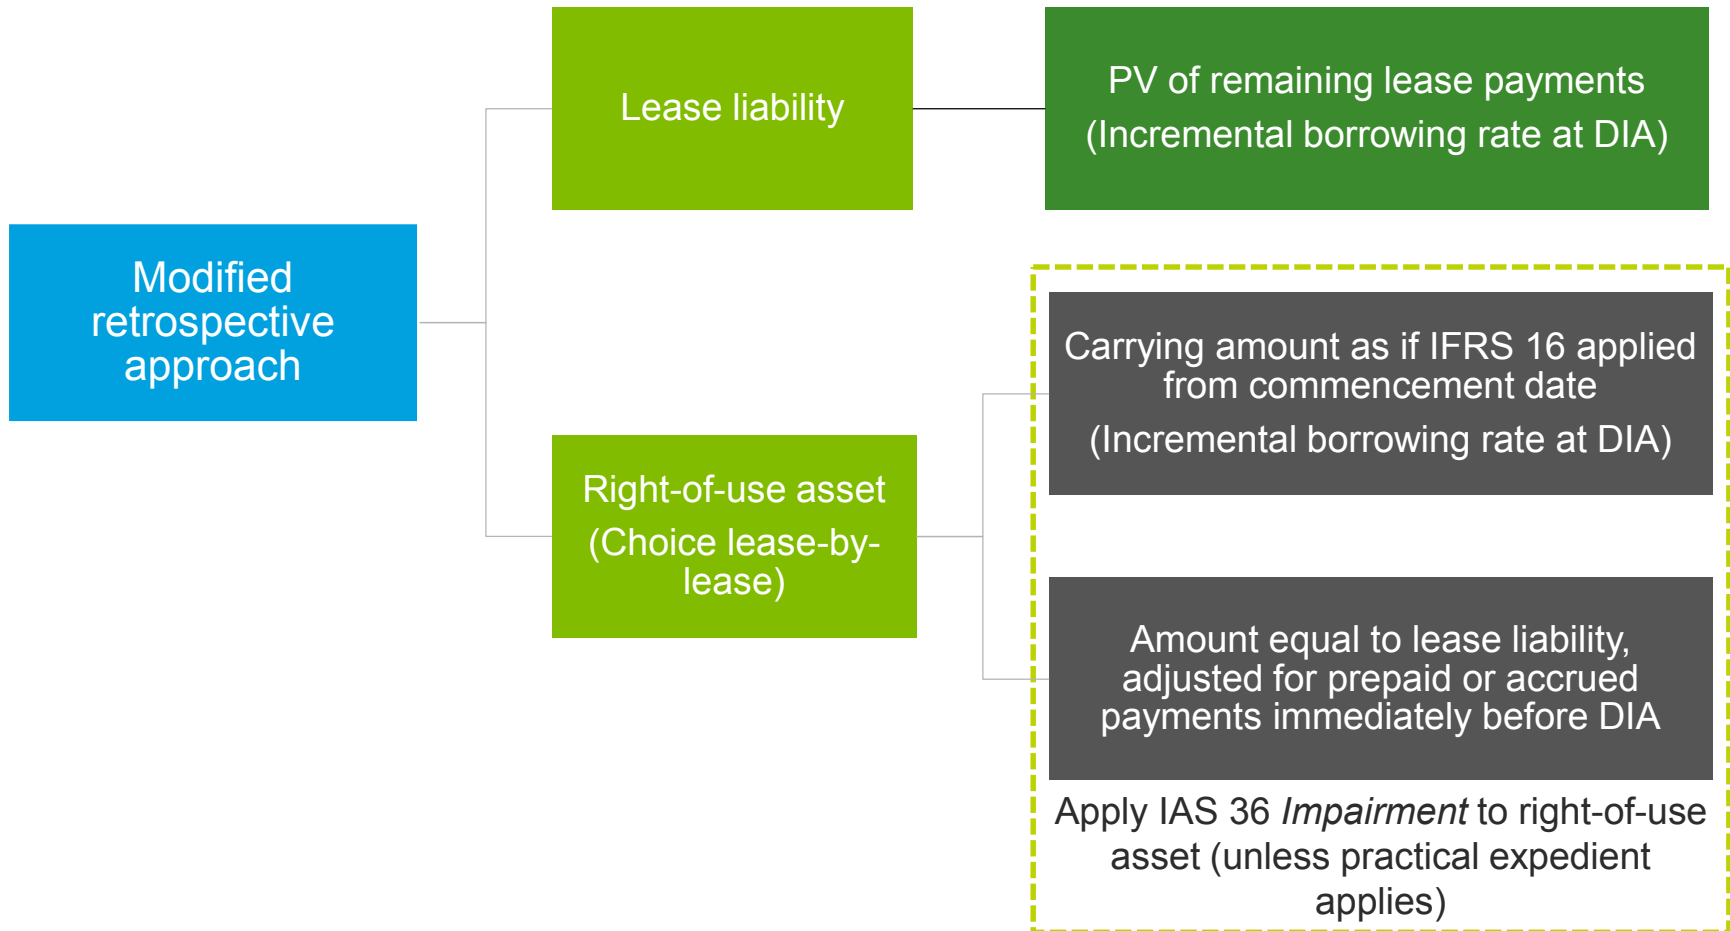 Modified
retrospective
approach
Lease liability
PV of remaining lease payments
(Incremental borrowing rate at DIA)
Right-of-use asset
(Choice lease-by-
lease)
Carrying amount as if IFRS 16 applied
from commencement date
(Incremental borrowing rate at DIA)
Amount equal to lease liability,
adjusted for prepaid or accrued
payments immediately before DIA
Apply IAS 36 Impairment to right-of-use
asset (unless practical expedient
applies)